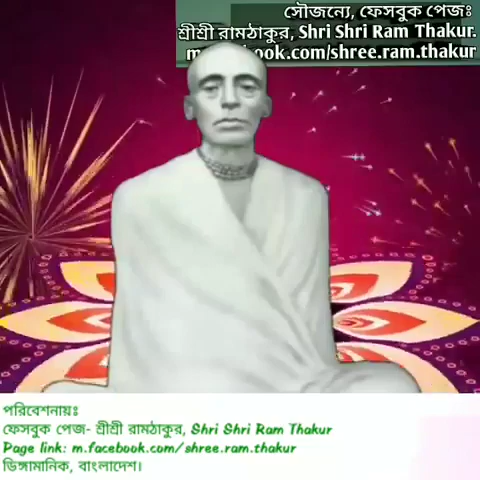 সৌজন্যে, ফেসবুক পেজঃ
শ্রীশ্রী রামঠাকুর, Shri Shri Ram Thakur.
ook.com/shree.ram.thakur
পরিবেশনায়ঃ
ফেসবুক পেজ- শ্রীশ্রী রামঠাকুর, Shri Shri Ram Thakur
Page link: m.facebook.com/shree.ram.thakur
ডিঙ্গামানিক, বাংলাদেশ।